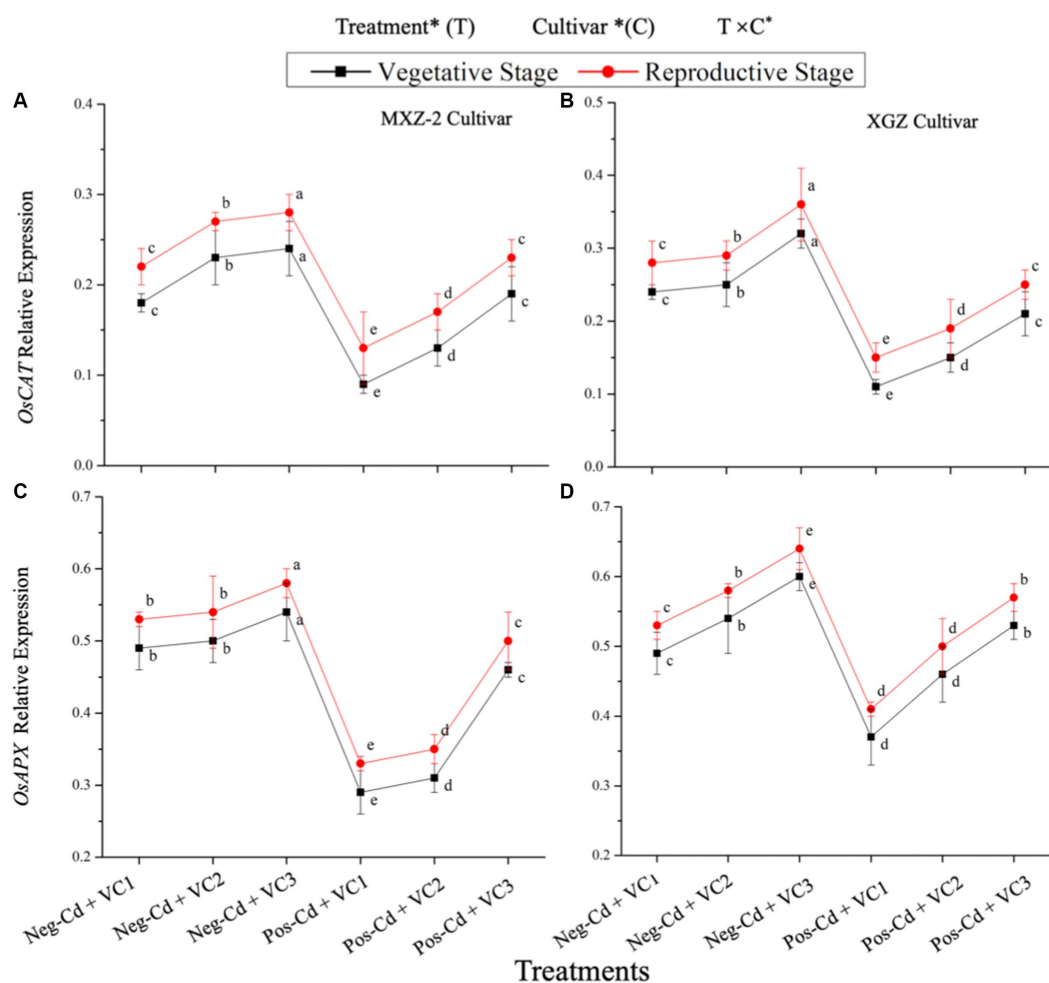 Treatment* (T) Cultivar *(C) T ×C*
Vegetative Stage Reproductive Stage
A
MXZ-2 Cultivar
0.4
0.3
0.2
0.1
0.0
OsCAT Relative Expression
c b a e d c
c b a e d c
B
XGZ Cultivar
0.5
0.4
0.3
0.2
0.1
0.0
c b a e d c
c b a e d c
C
0.7
0.6
0.5
0.4
0.3
0.2
OsAPX Relative Expression
b b a e d c
b b a e d c
Neg-Cd + VC1
Neg-Cd + VC2
Neg-Cd + VC3
Pos-Cd + VC1
Pos-Cd + VC2
Pos-Cd + VC3
D
0.7
0.6
0.5
0.4
0.3
0.2
c b e d d b
c b e d d b
Neg-Cd + VC1
Neg-Cd + VC2
Neg-Cd + VC3
Pos-Cd + VC1
Pos-Cd + VC2
Pos-Cd + VC3
Treatments